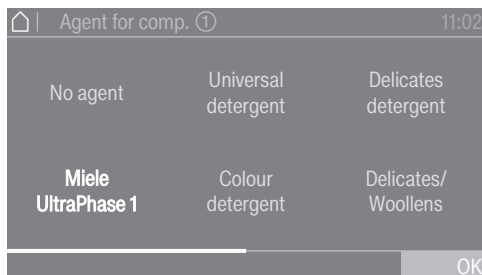 Agent for comp. ①
11:02
No agent
Universal
detergent
Delicates
detergent
Miele
UltraPhase 1
Colour
detergent
Delicates/
Woollens
OK